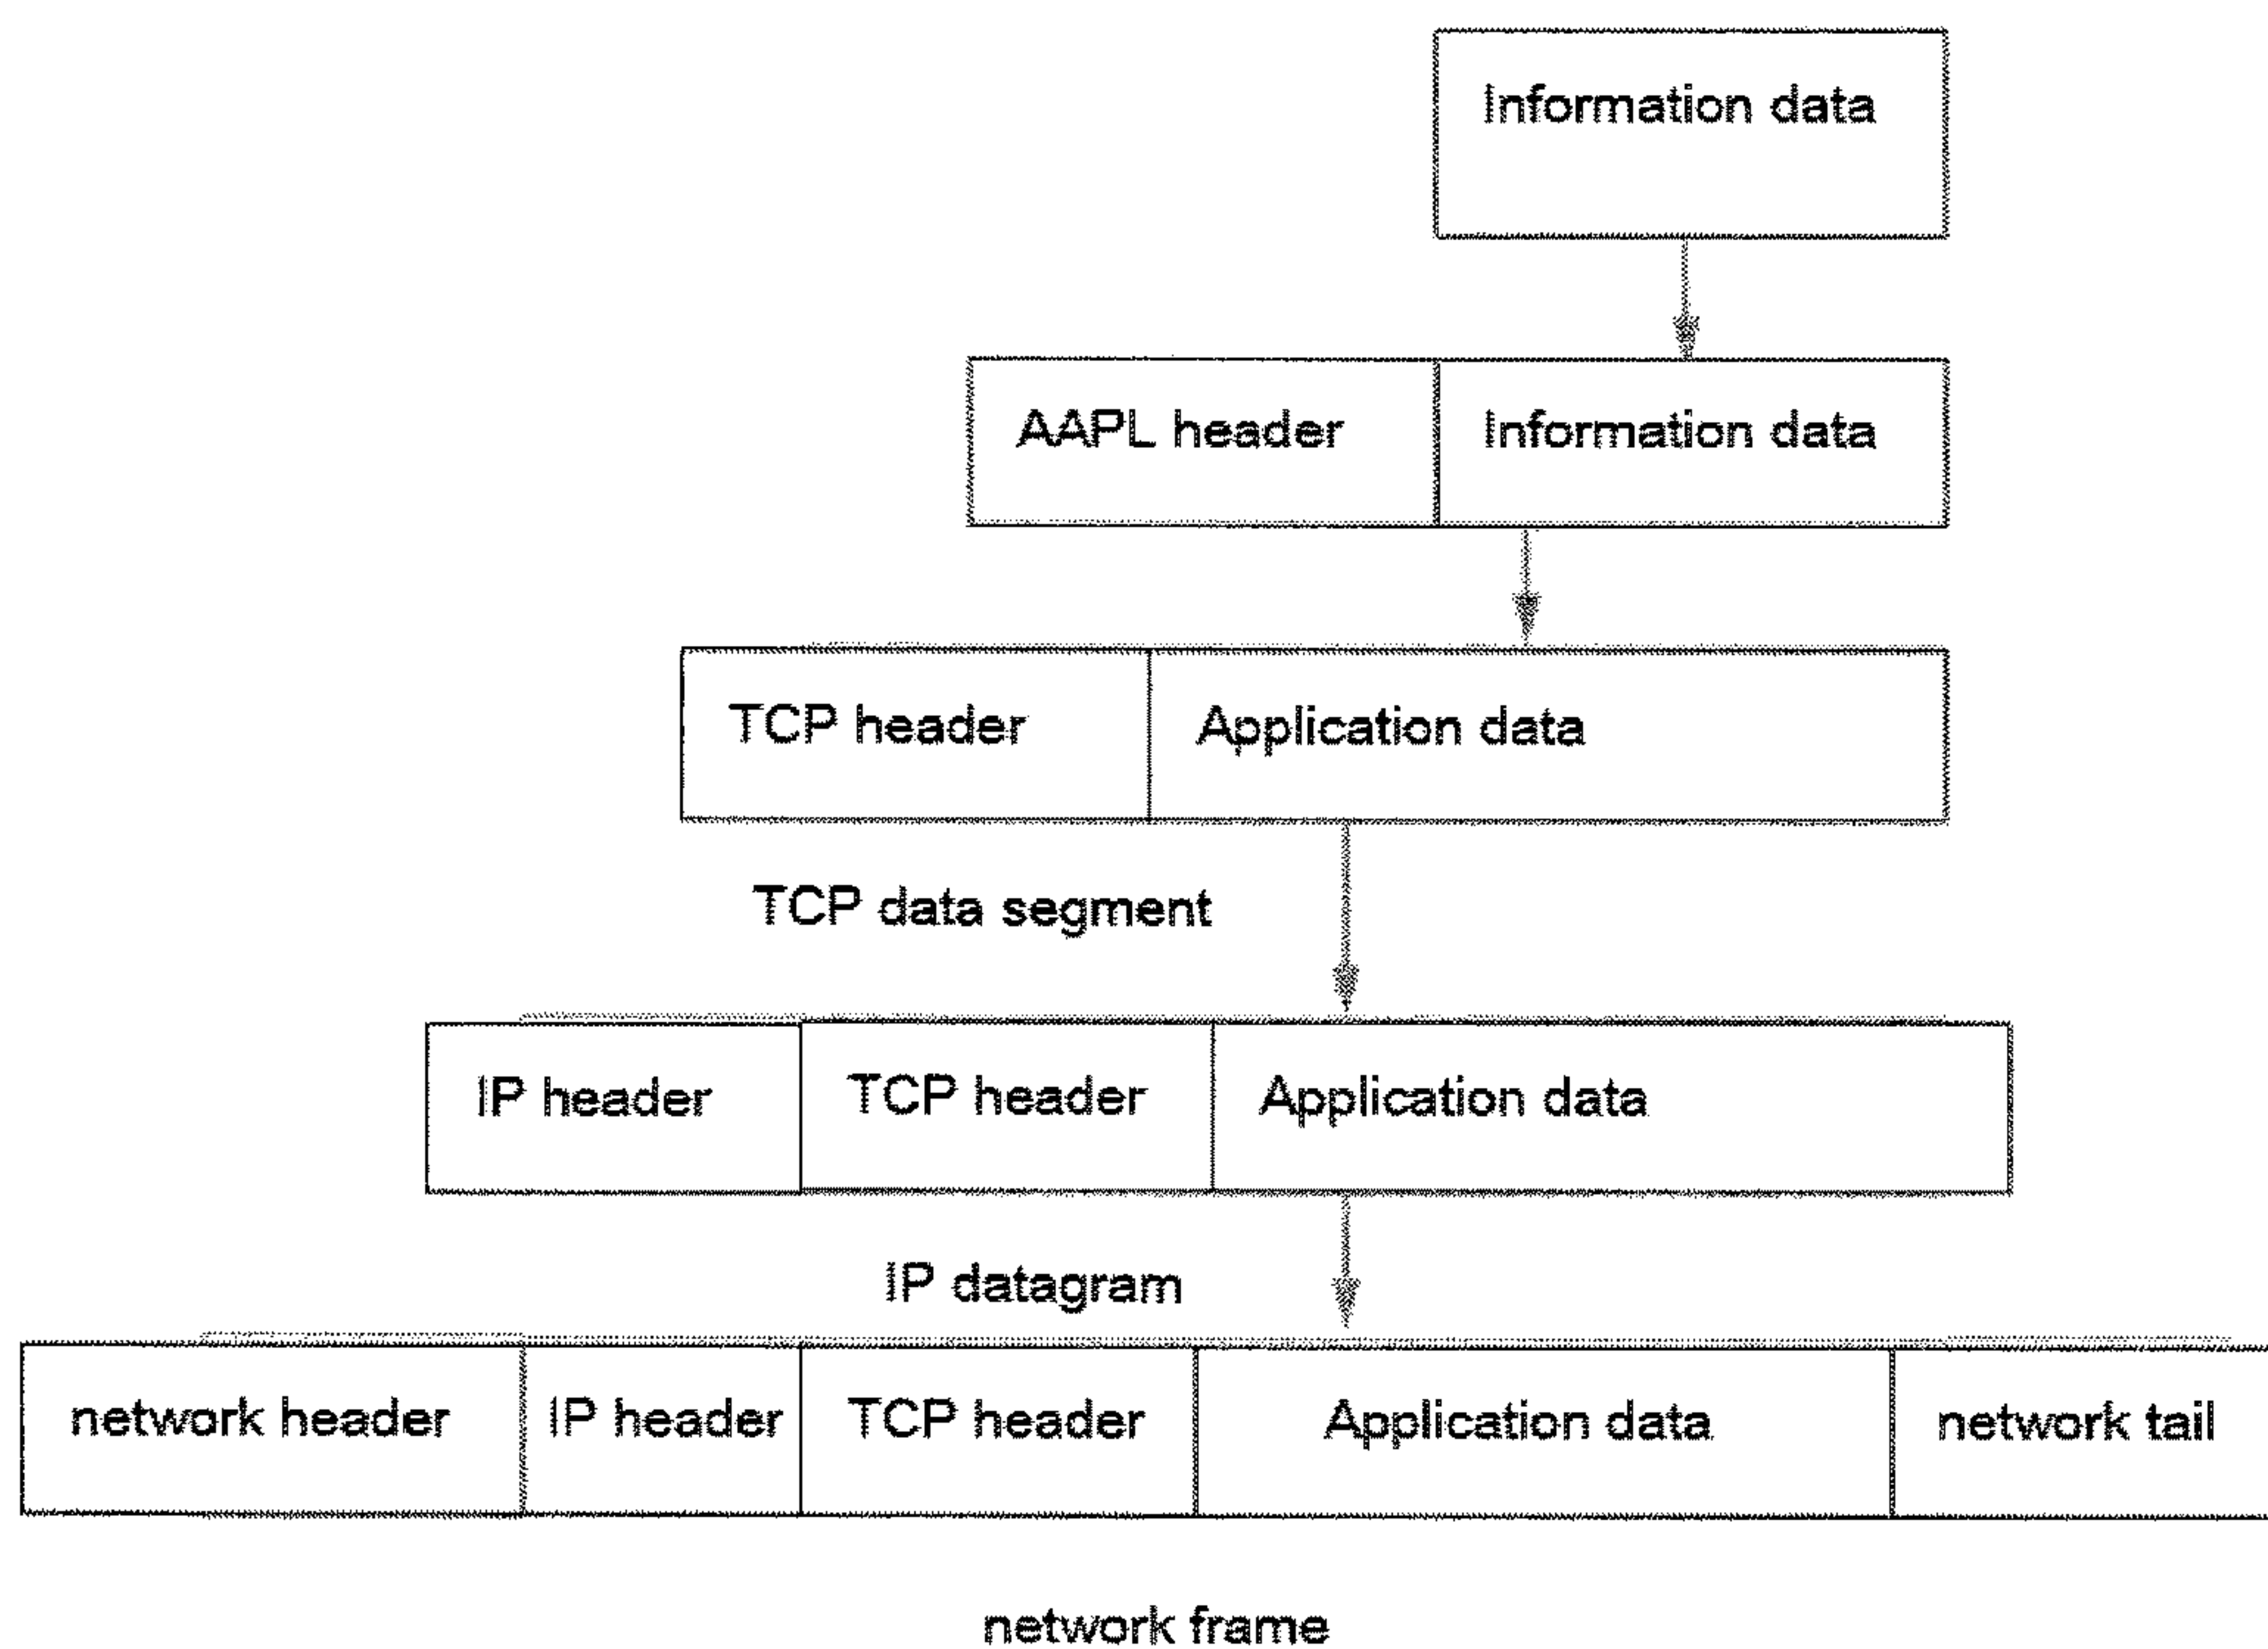 Information data
AAPL header Information data
TCP header Application data
TCP data segment
IP header TCP header Application data
IP datagram
network header IP header TCP header Application data network tail
network frame